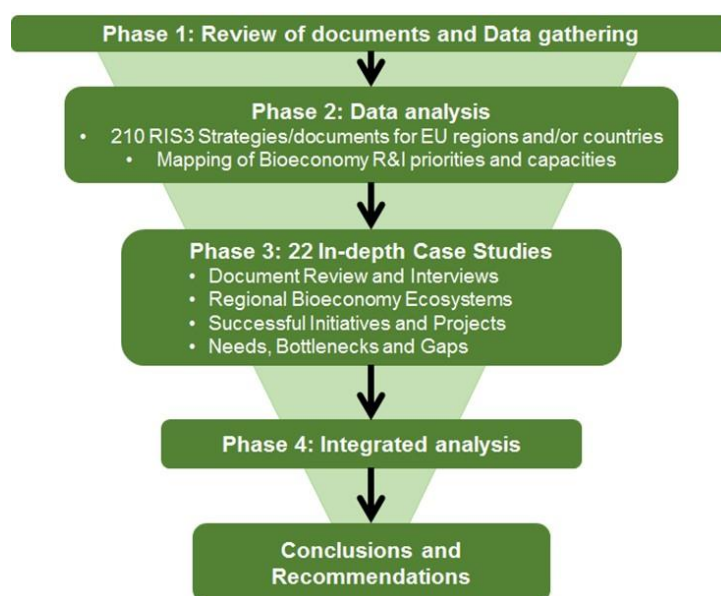 Phase 1: Review of documents and Data gathering
Phase 2: Data analysis
• 210 RIS3 Strategies/documents for EU regions and/or countries
• Mapping of Bioeconomy R&I priorities and capacities
Phase 3: 22 In-depth Case Studies
• Document Review and Interviews
• Regional Bioeconomy Ecosystems
• Successful Initiatives and Projects
• Needs, Bottlenecks and Gaps
Phase 4: Integrated analysis
Conclusions and
Recommendations